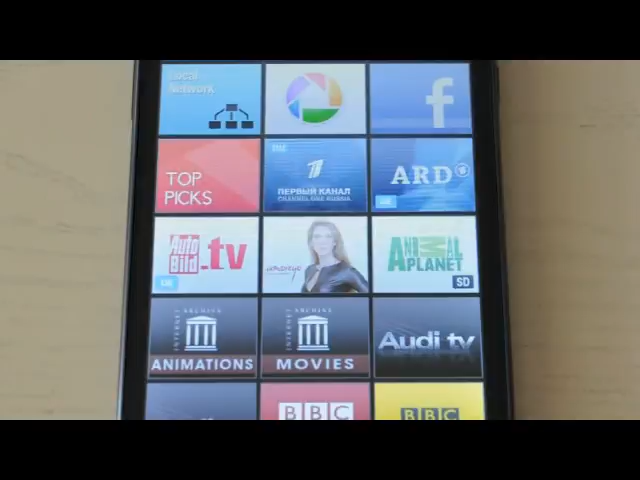 Local
Network
f
TOP
PICKS
ПЕРВЫЙ КАНАЛ
CHANNEL ONE RUSSIA
ARD
Auto
Bild
.tv
ANIMAL
PLANET
SD
INTERNET
ARCHIVE
ANIMATIONS
INTERNET
ARCHIVE
MOVIES
Audi tv
BBC
BBC